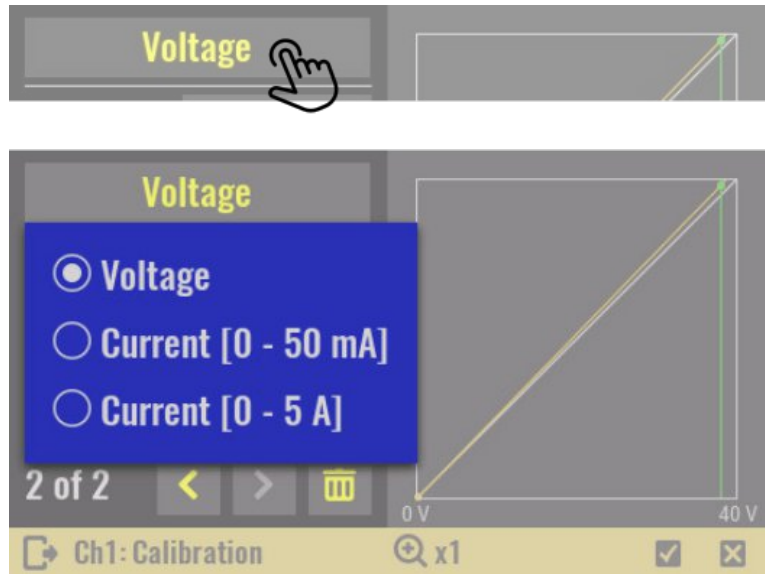 Voltage
Voltage
Voltage
Current [0 - 50 mA]
Current [0 - 5 A]
2 of 2
0 V 40 V
Ch1: Calibration x1